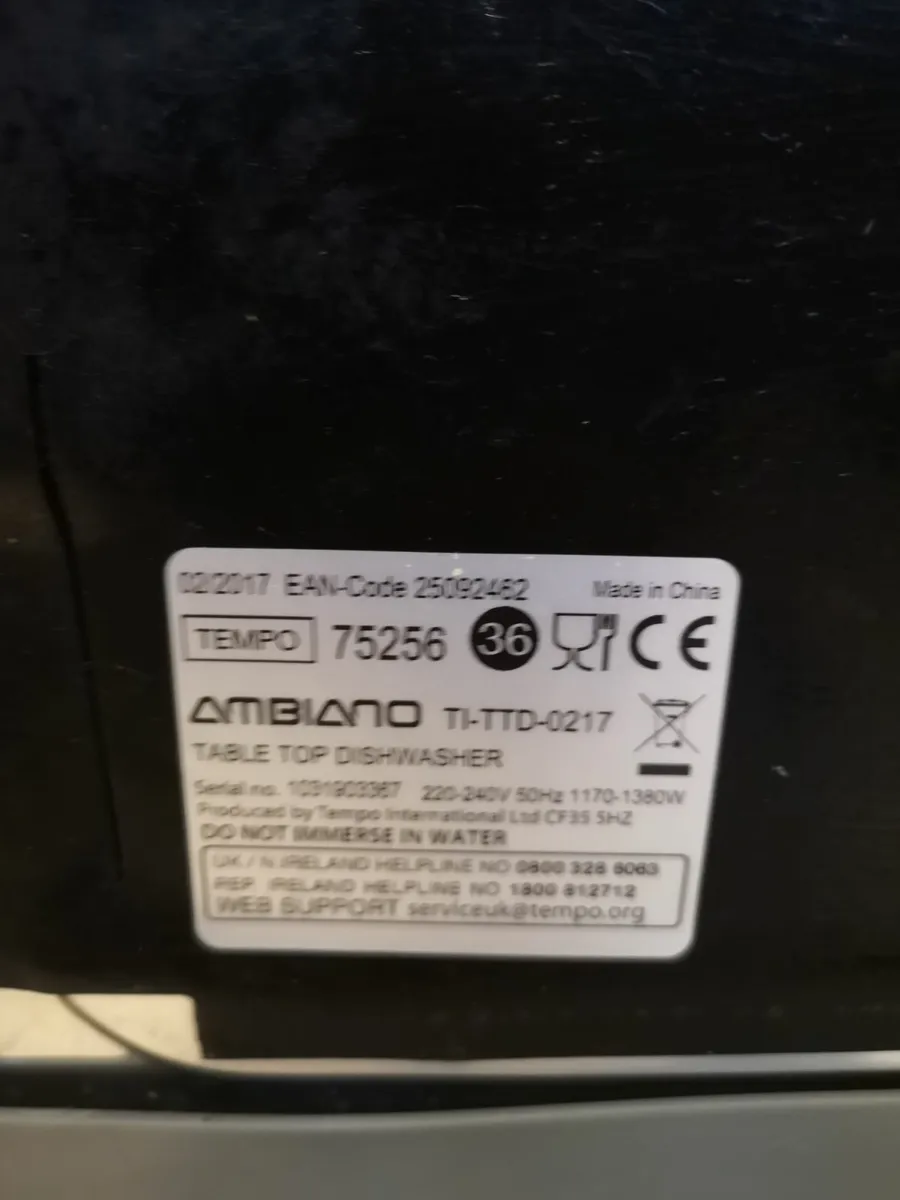 02/2017 EAN-Code 25092462 Made in China
TEMPO 75256 36 CE
AMBIANO TI-TTD-0217
TABLE TOP DISHWASHER
Serial no. 1031903367 220-240V 50Hz 1170-1380W
Produced by Tempo International Ltd CF35 5HZ
DO NOT IMMERSE IN WATER
UK / N.IRELAND HELPLINE NO 0800 328 6063
REP. IRELAND HELPLINE NO 1800 812712
WEB SUPPORT serviceuk@tempo.org